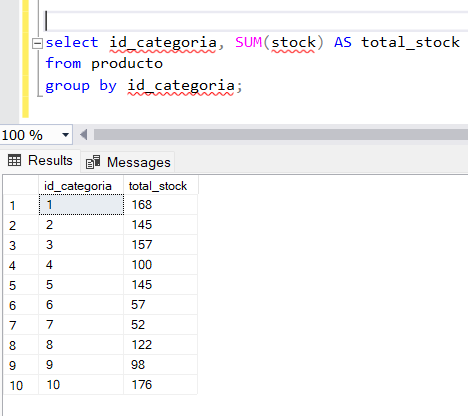 select id_categoria, SUM(stock) AS total_stock
from producto
group by id_categoria;
100 %
Results Messages
id_categoria total_stock
1 1 168
2 2 145
3 3 157
4 4 100
5 5 145
6 6 57
7 7 52
8 8 122
9 9 98
10 10 176